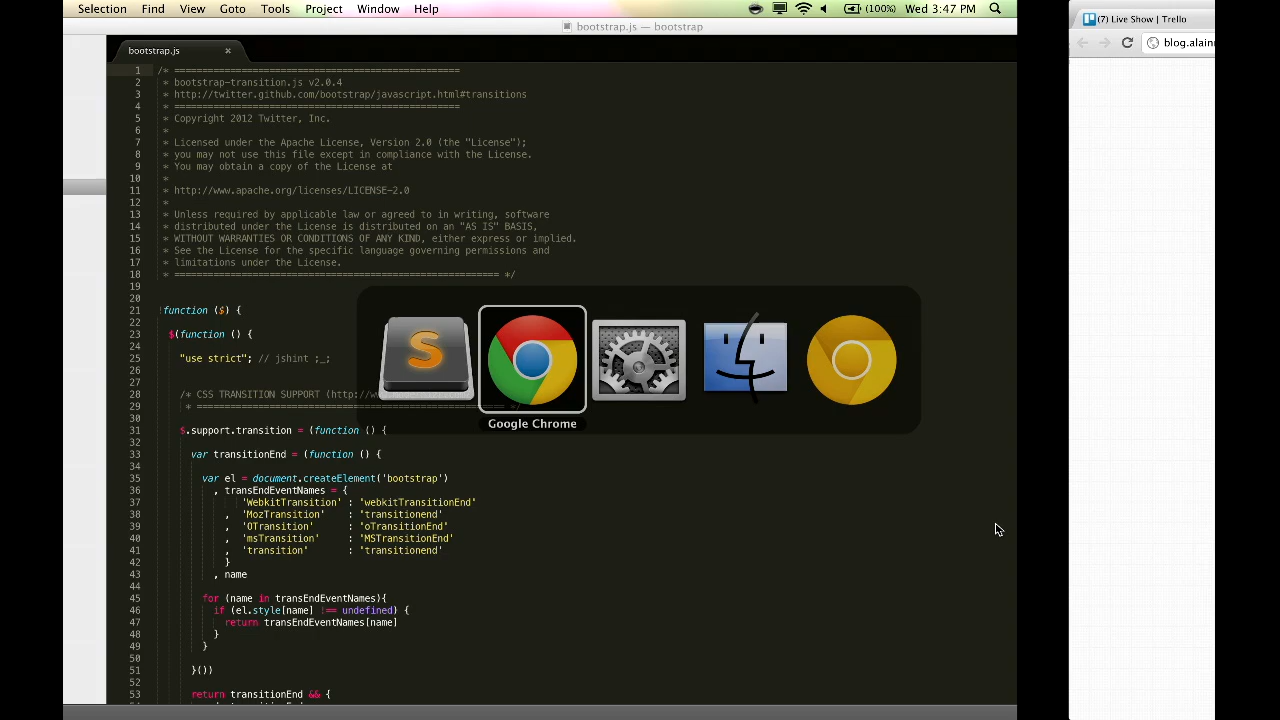 Selection Find View Goto Tools Project Window Help
(100%) Wed 3:47 PM
bootstrap.js — bootstrap
(7) Live Show | Trello
bootstrap.js ×
blog.alain
1 /* ===================================================
2 * bootstrap-transition.js v2.0.4
3 * http://twitter.github.com/bootstrap/javascript.html#transitions
4 * ===================================================
5 * Copyright 2012 Twitter, Inc.
6 *
7 * Licensed under the Apache License, Version 2.0 (the "License");
8 * you may not use this file except in compliance with the License.
9 * You may obtain a copy of the License at
10 *
11 * http://www.apache.org/licenses/LICENSE-2.0
12 *
13 * Unless required by applicable law or agreed to in writing, software
14 * distributed under the License is distributed on an "AS IS" BASIS,
15 * WITHOUT WARRANTIES OR CONDITIONS OF ANY KIND, either express or implied.
16 * See the License for the specific language governing permissions and
17 * limitations under the License.
18 * ========================================================== */
19
20
21 !function ($) {
22
23 $(function () {
24
25 "use strict"; // jshint ;_;
26
27
28 /* CSS TRANSITION SUPPORT (http://
29 * =======================================================
30
31 $.support.transition = (function () {
32
33 var transitionEnd = (function () {
34
35 var el = document.createElement('bootstrap')
36 , transEndEventNames = {
37 'WebkitTransition' : 'webkitTransitionEnd'
38 , 'MozTransition' : 'transitionend'
39 , 'OTransition' : 'oTransitionEnd'
40 , 'msTransition' : 'MSTransitionEnd'
41 , 'transition' : 'transitionend'
42 }
43 , name
44
45 for (name in transEndEventNames){
46 if (el.style[name] !== undefined) {
47 return transEndEventNames[name]
48 }
49 }
50
51 }())
52
53 return transitionEnd && {
Google Chrome